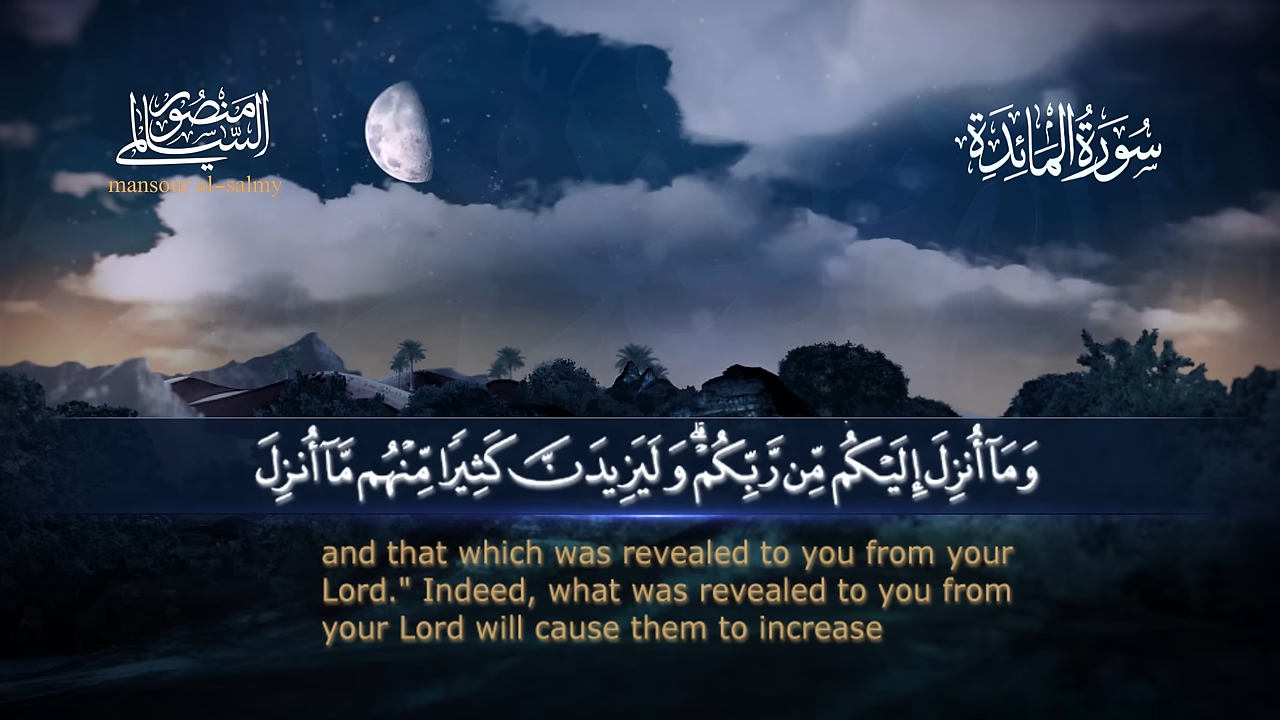 المنصور السالمي
mansour al-salmy
سُورَةُ المَائِدَة
وَمَآ أُنزِلَ إِلَيْكُم مِّن رَّبِّكُمْ ۗ وَلَيَزِيدَنَّ كَثِيرًا مِّنْهُم مَّآ أُنزِلَ
and that which was revealed to you from your
Lord." Indeed, what was revealed to you from
your Lord will cause them to increase